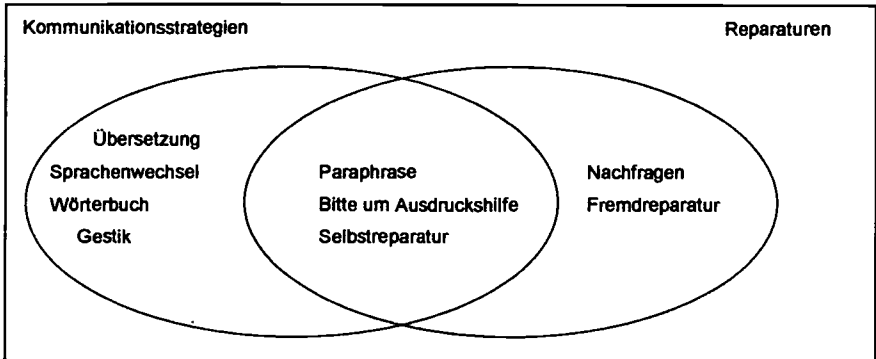 Kommunikationsstrategien
Reparaturen
Übersetzung
Sprachenwechsel
Wörterbuch
Gestik
Paraphrase
Bitte um Ausdruckshilfe
Selbstreparatur
Nachfragen
Fremdreparatur